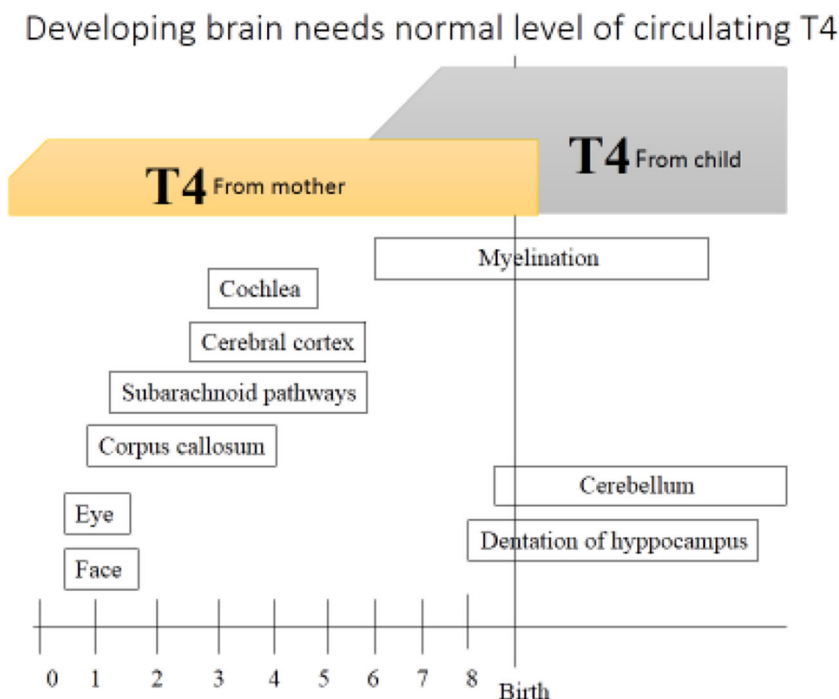 Developing brain needs normal level of circulating T4
T4 From mother
T4 From child
Myelination
Cochlea
Cerebral cortex
Subarachnoid pathways
Corpus callosum
Cerebellum
Eye
Dentation of hyppocampus
Face
0 1 2 3 4 5 6 7 8 Birth